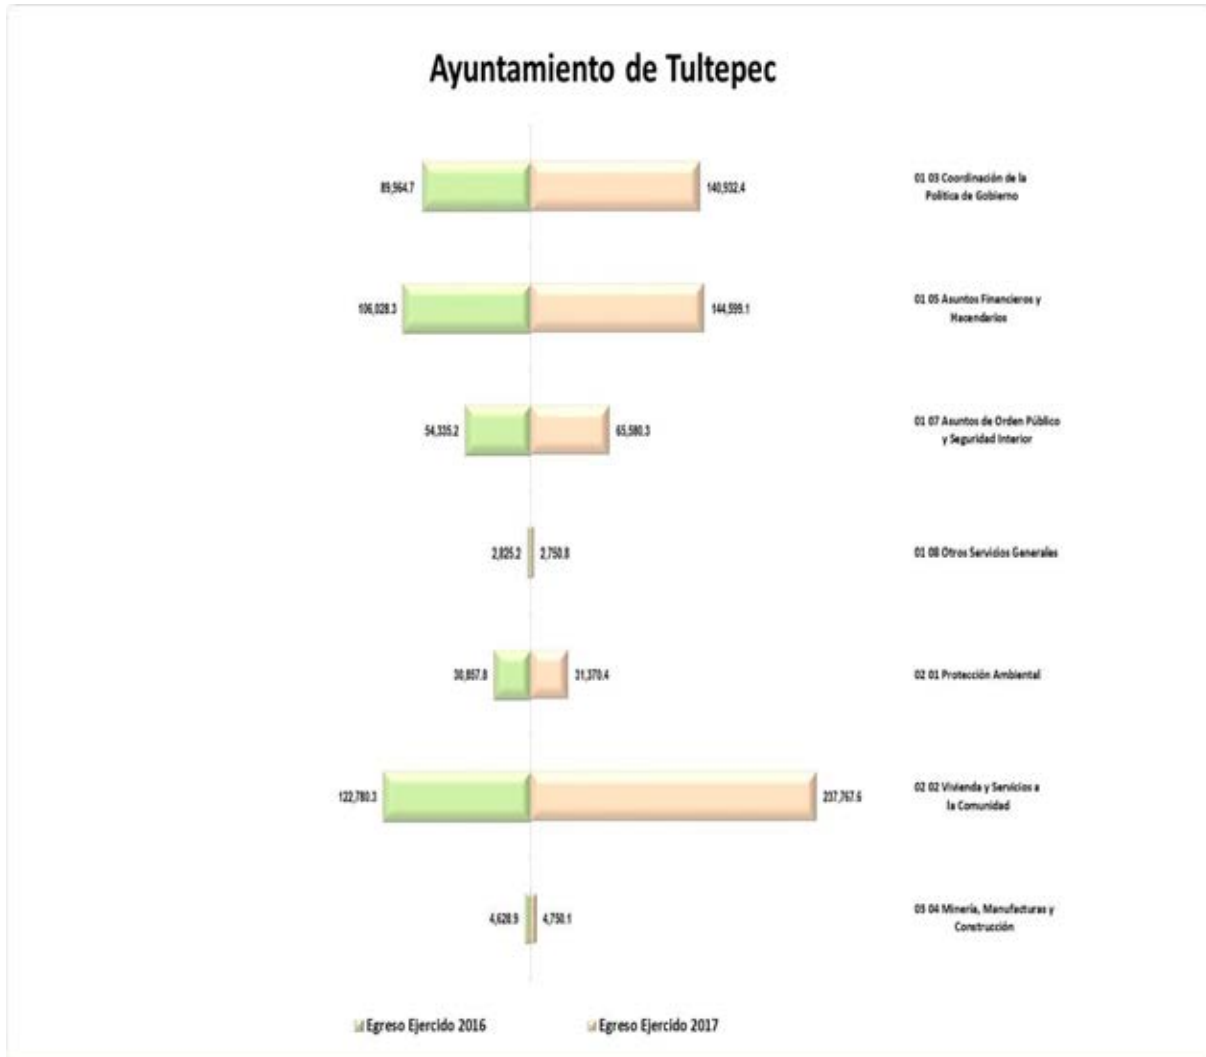 Ayuntamiento de Tultepec
89,964.7
140,932.4
01 03 Coordinación de la
Política de Gobierno
106,028.3
144,599.1
01 05 Asuntos Financieros y
Hacendarios
54,335.2
65,580.3
01 07 Asuntos de Orden Público
y Seguridad Interior
2,825.2
2,750.8
01 08 Otros Servicios Generales
30,857.8
31,370.4
02 01 Protección Ambiental
122,780.3
237,767.6
02 02 Vivienda y Servicios a
la Comunidad
4,628.9
4,750.1
03 04 Minería, Manufacturas y
Construcción
Egreso Ejercido 2016
Egreso Ejercido 2017